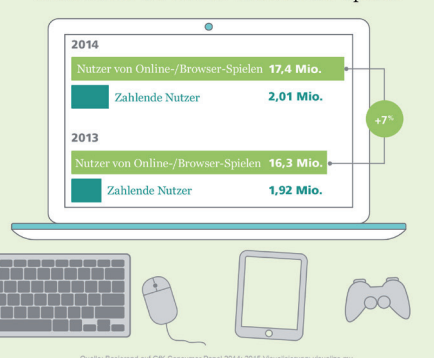 2014
Nutzer von Online-/Browser-Spielen 17,4 Mio.
Zahlende Nutzer 2,01 Mio.
+7%
2013
Nutzer von Online-/Browser-Spielen 16,3 Mio.
Zahlende Nutzer 1,92 Mio.